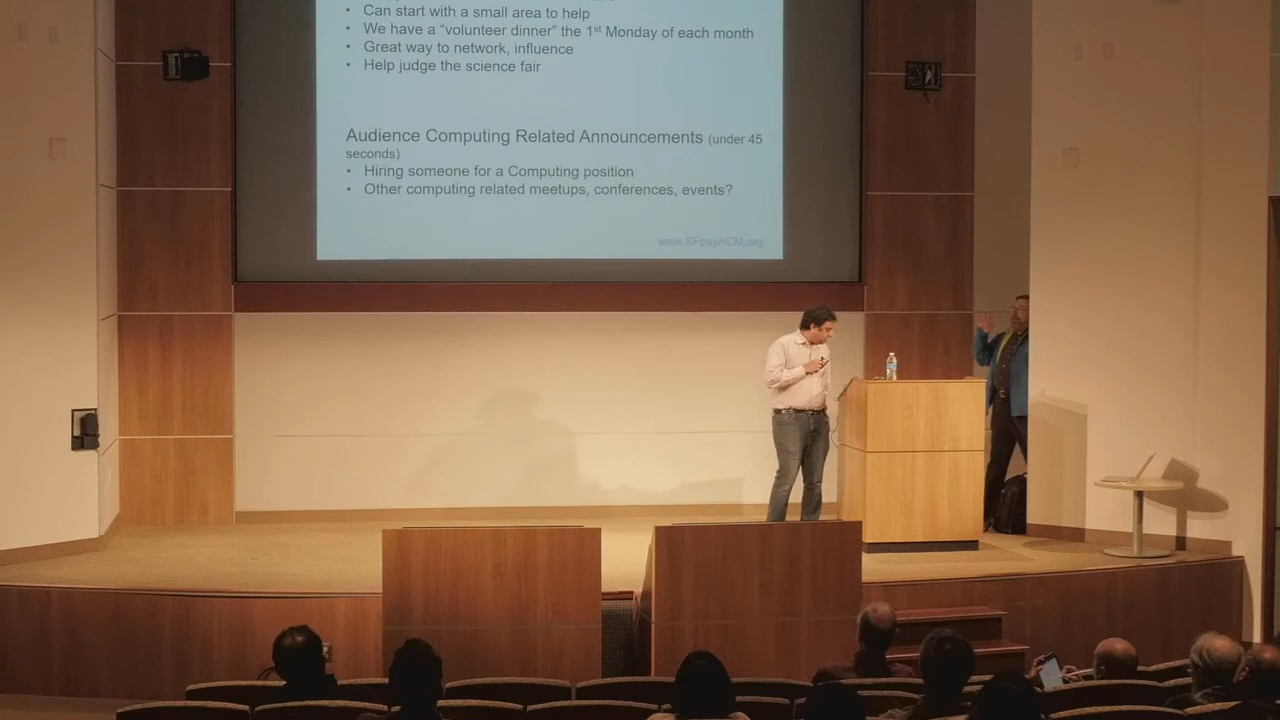 • Can start with a small area to help
• We have a "volunteer dinner" the 1st Monday of each month
• Great way to network, influence
• Help judge the science fair
Audience Computing Related Announcements (under 45
seconds)
• Hiring someone for a Computing position
• Other computing related meetups, conferences, events?
www.SFbayACM.org